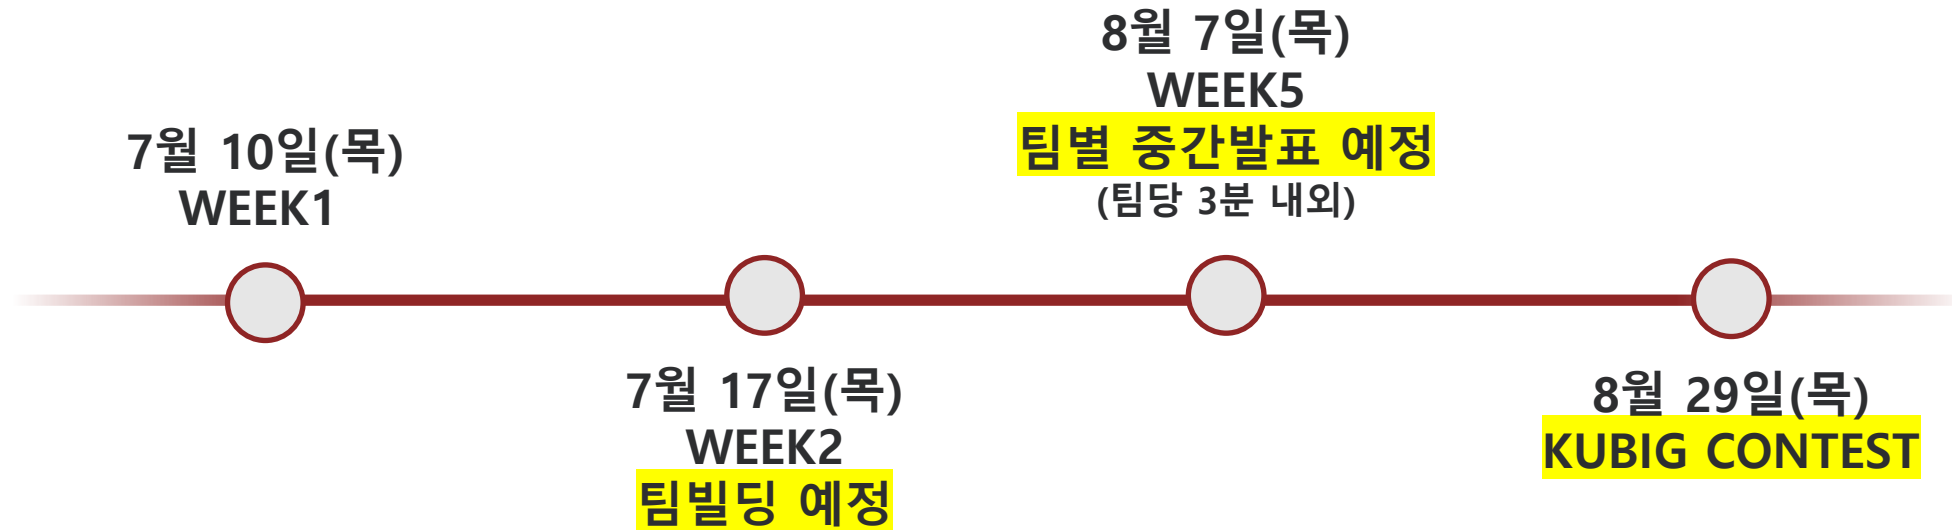 7월 10일(목)
WEEK1
7월 17일(목)
WEEK2
팀빌딩 예정
8월 7일(목)
WEEK5
팀별 중간발표 예정
(팀당 3분 내외)
8월 29일(목)
KUBIG CONTEST